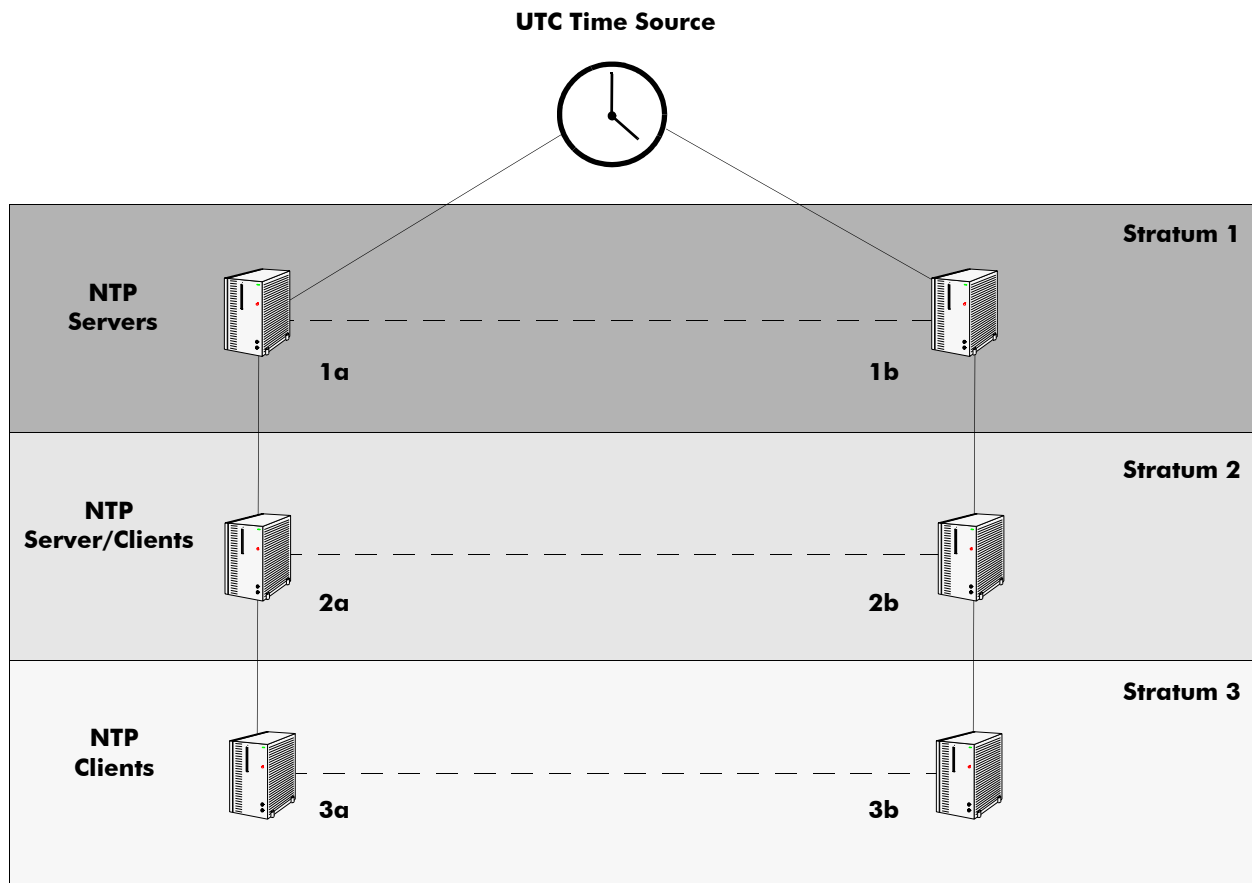 UTC Time Source
Stratum 1
NTP
Servers
1a
1b
Stratum 2
NTP
Server/Clients
2a
2b
Stratum 3
NTP
Clients
3a
3b